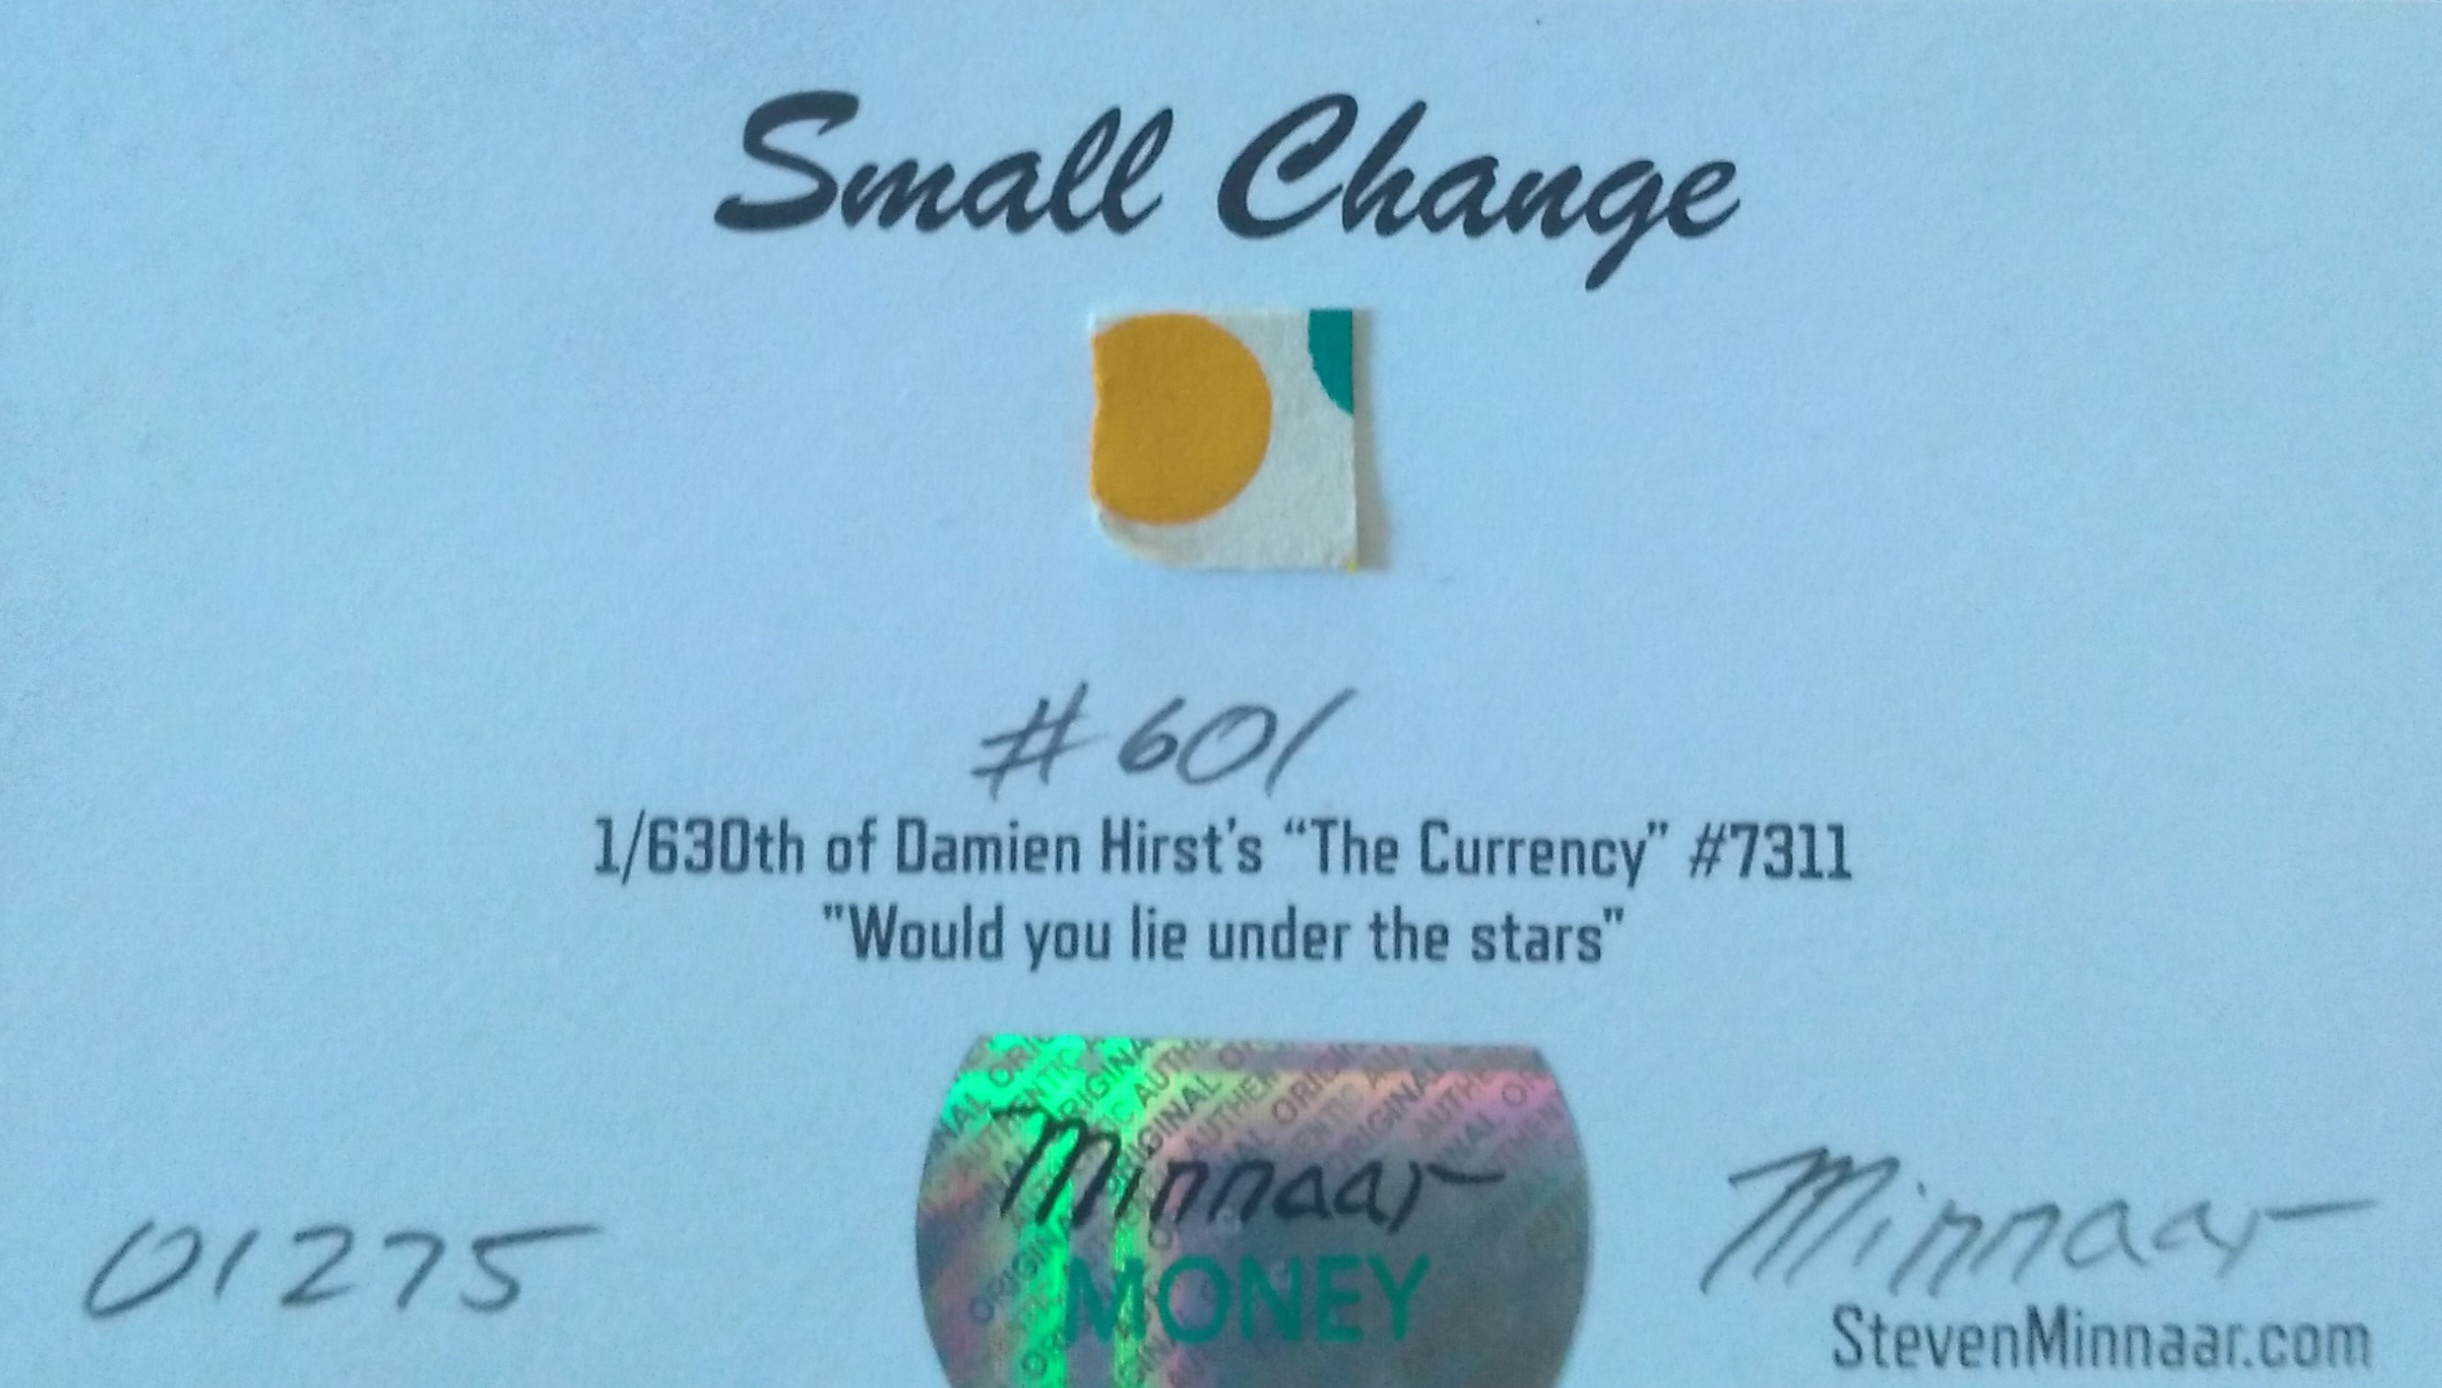 Small Change
#601
1/630th of Damien Hirst's “The Currency” #7311
"Would you lie under the stars"
Minnaar
MONEY
01275
Minnaar
StevenMinnaar.com